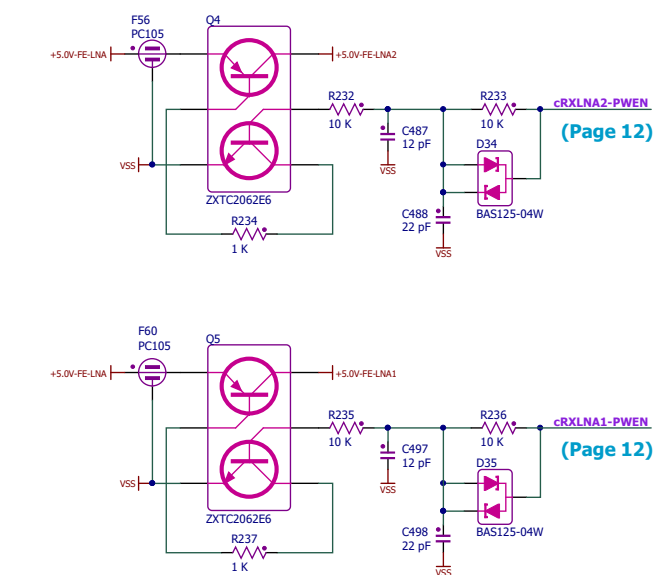 F56
PC105
Q4
+5.0V-FE-LNA
+5.0V-FE-LNA2
R232
10 K
R233
10 K
cRXLNA2-PWEN
(Page 12)
C487
12 pF
VSS
D34
VSS
ZXTC2062E6
C488
22 pF
BAS125-04W
R234
1 K
VSS
F60
PC105
Q5
+5.0V-FE-LNA
+5.0V-FE-LNA1
R235
10 K
R236
10 K
cRXLNA1-PWEN
(Page 12)
C497
12 pF
VSS
D35
VSS
ZXTC2062E6
C498
22 pF
BAS125-04W
R237
1 K
VSS